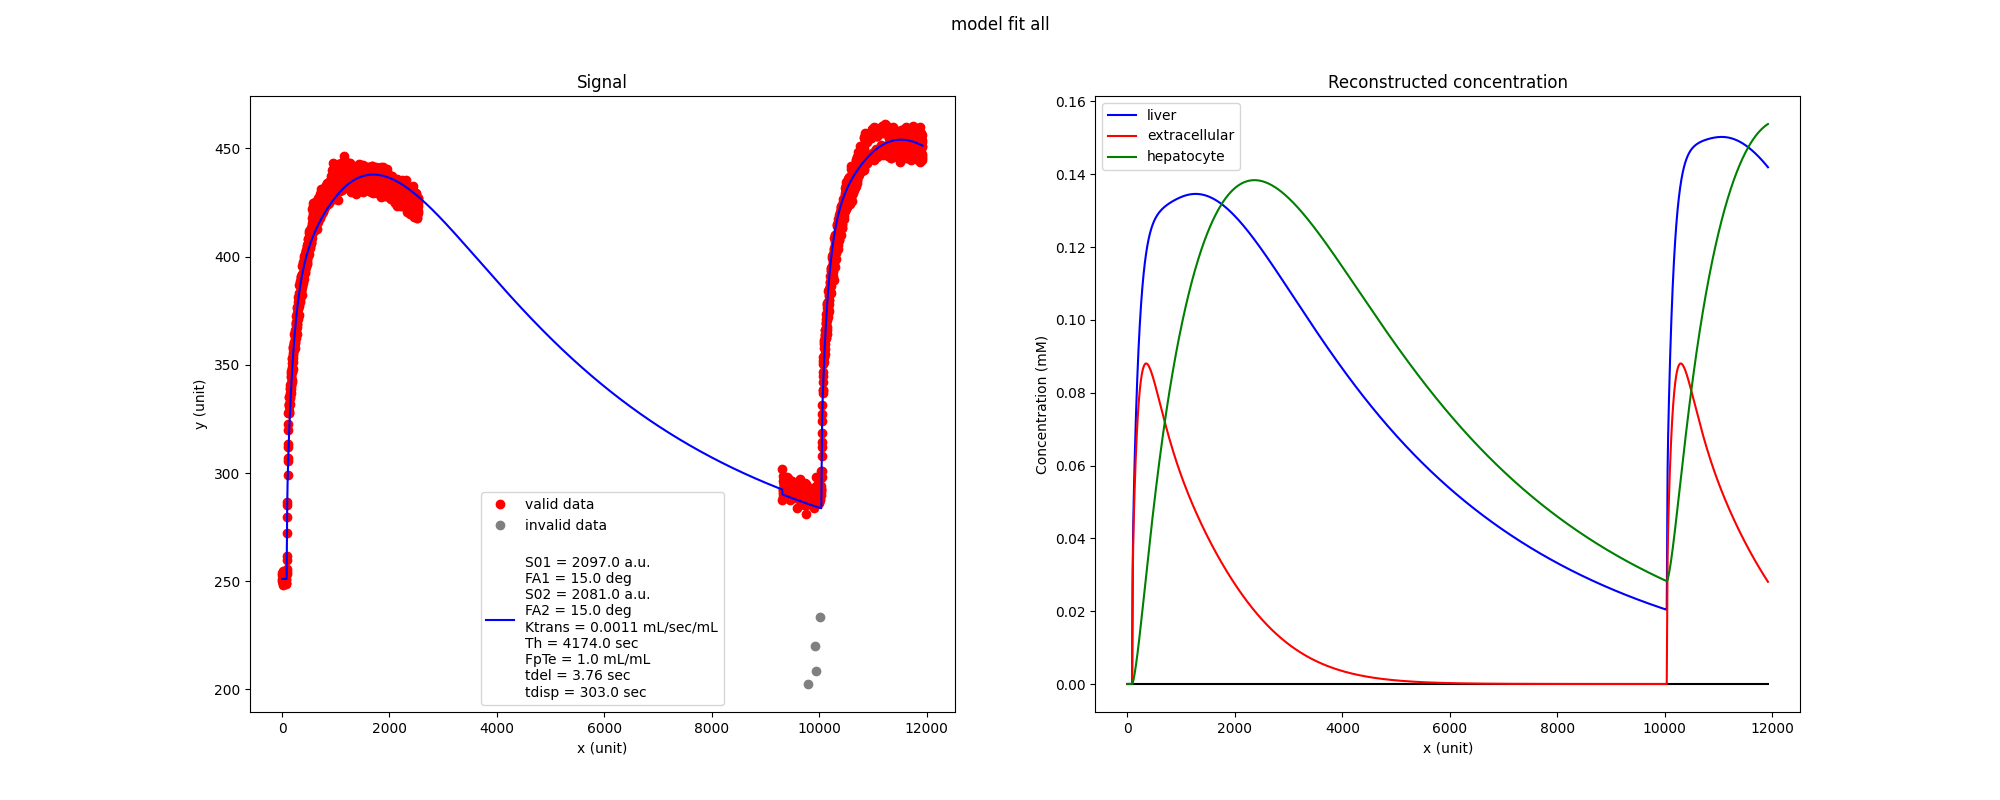 model fit all
Signal
y (unit)
450
400
350
300
250
200
valid data
invalid data
S01 = 2097.0 a.u.
FA1 = 15.0 deg
S02 = 2081.0 a.u.
FA2 = 15.0 deg
Ktrans = 0.0011 mL/sec/mL
Th = 4174.0 sec
FpTe = 1.0 mL/mL
tdel = 3.76 sec
tdisp = 303.0 sec
0 2000 4000 6000 8000 10000 12000
x (unit)
Reconstructed concentration
Concentration (mM)
0.16
0.14
0.12
0.10
0.08
0.06
0.04
0.02
0.00
liver
extracellular
hepatocyte
0 2000 4000 6000 8000 10000 12000
x (unit)